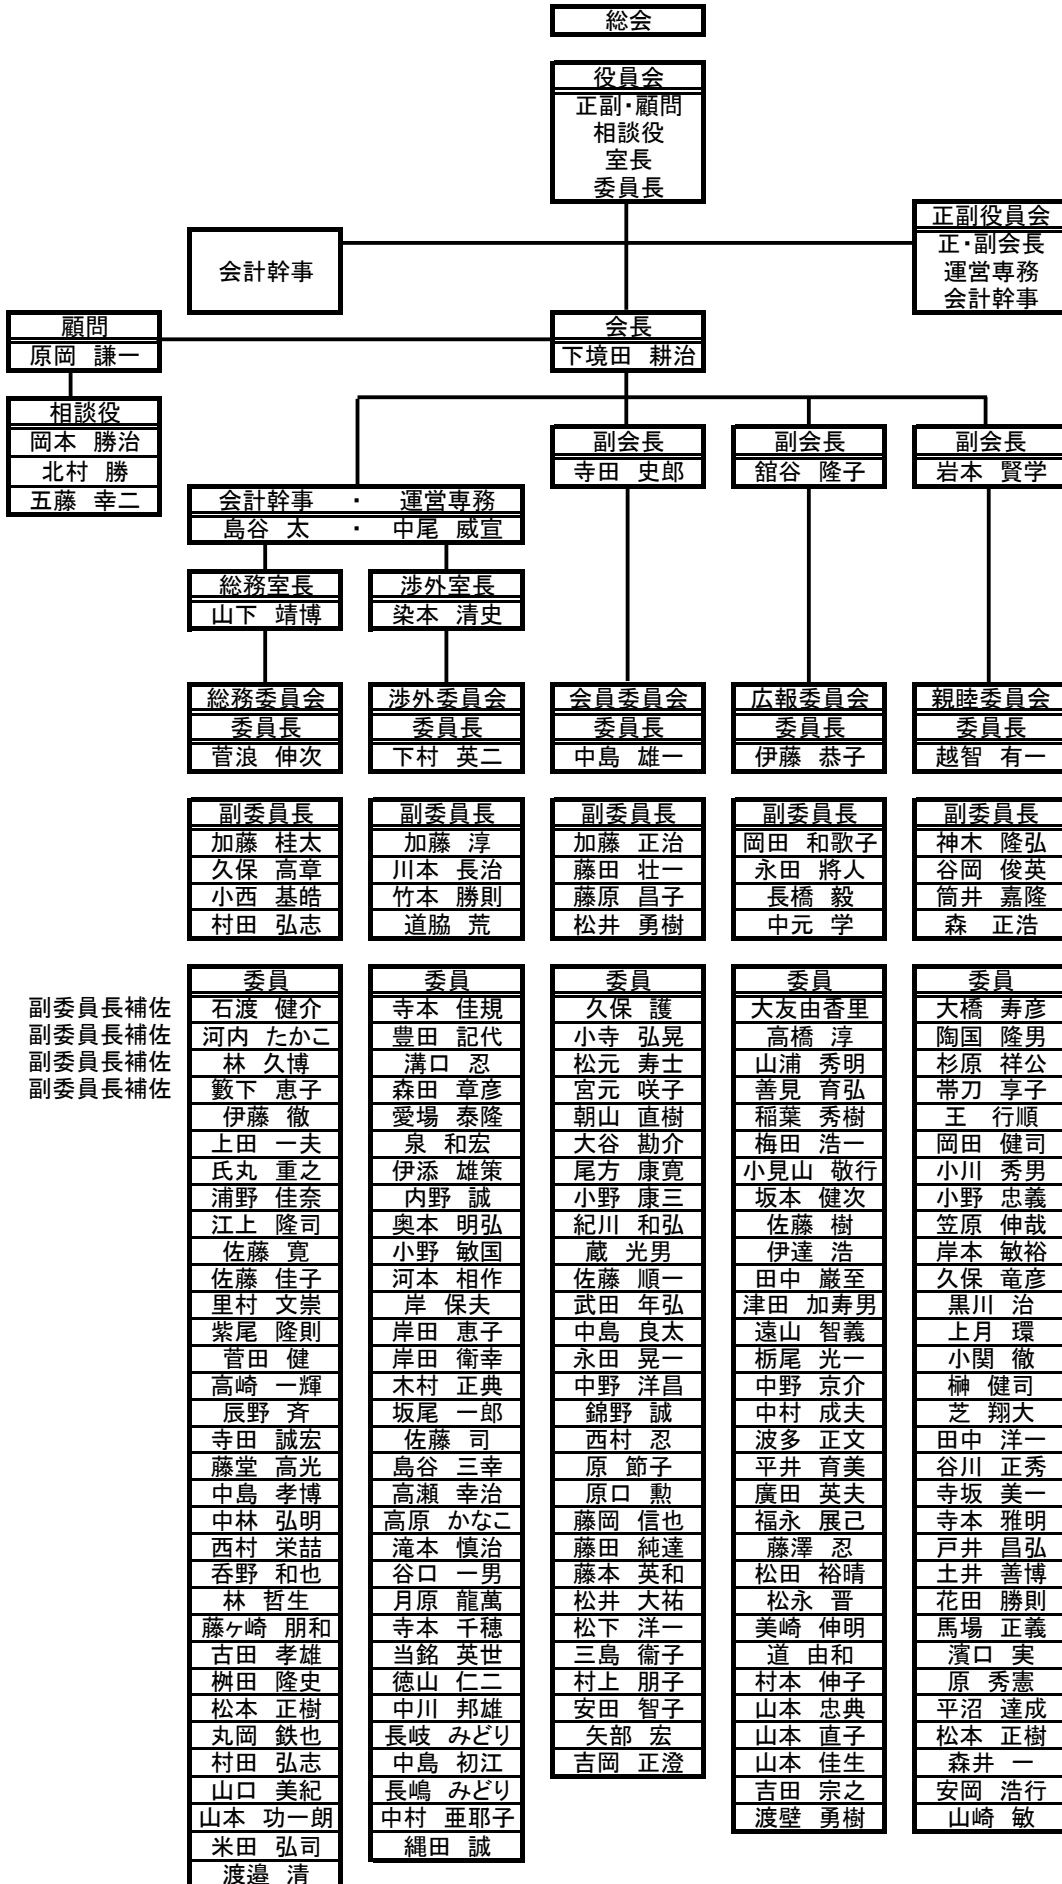 総会
役員会
正副・顧問
相談役
室長
委員長
正副役員会
正・副会長
運営専務
会計幹事
会計幹事
顧問
原岡 謙一
会長
下境田 耕治
相談役
岡本 勝治
北村 勝
五藤 幸二
副会長
寺田 史郎
副会長
舘谷 隆子
副会長
岩本 賢学
会計幹事 ・ 運営専務
島谷 太 ・ 中尾 威宣
総務室長
山下 靖博
渉外室長
染本 清史
総務委員会
委員長
菅浪 伸次
渉外委員会
委員長
下村 英二
会員委員会
委員長
中島 雄一
広報委員会
委員長
伊藤 恭子
親睦委員会
委員長
越智 有一
副委員長
加藤 桂太
久保 高章
小西 基皓
村田 弘志
副委員長
加藤 淳
川本 長治
竹本 勝則
道脇 荒
副委員長
加藤 正治
藤田 壮一
藤原 昌子
松井 勇樹
副委員長
岡田 和歌子
永田 將人
長橋 毅
中元 学
副委員長
神木 隆弘
谷岡 俊英
筒井 嘉隆
森 正浩
副委員長補佐
副委員長補佐
副委員長補佐
副委員長補佐
委員
石渡 健介
河内 たかこ
林 久博
籔下 恵子
伊藤 徹
上田 一夫
氏丸 重之
浦野 佳奈
江上 隆司
佐藤 寛
佐藤 佳子
里村 文崇
紫尾 隆則
菅田 健
高崎 一輝
辰野 斉
寺田 誠宏
藤堂 高光
中島 孝博
中林 弘明
西村 栄喆
呑野 和也
林 哲生
藤ヶ崎 朋和
古田 孝雄
桝田 隆史
松本 正樹
丸岡 鉄也
村田 弘志
山口 美紀
山本 功一朗
米田 弘司
渡邉 清
委員
寺本 佳規
豊田 記代
溝口 忍
森田 章彦
愛場 泰隆
泉 和宏
伊添 雄策
内野 誠
奥本 明弘
小野 敏国
河本 相作
岸 保夫
岸田 恵子
岸田 衛幸
木村 正典
坂尾 一郎
佐藤 司
島谷 三幸
高瀬 幸治
高原 かなこ
滝本 慎治
谷口 一男
月原 龍萬
寺本 千穂
当銘 英世
徳山 仁二
中川 邦雄
長岐 みどり
中島 初江
長嶋 みどり
中村 亜耶子
縄田 誠
委員
久保 護
小寺 弘晃
松元 寿士
宮元 咲子
朝山 直樹
大谷 勘介
尾方 康寛
小野 康三
紀川 和弘
蔵 光男
佐藤 順一
武田 年弘
中島 良太
永田 晃一
中野 洋昌
錦野 誠
西村 忍
原 節子
原口 勲
藤岡 信也
藤田 純達
藤本 英和
松井 大祐
松下 洋一
三島 衞子
村上 朋子
安田 智子
矢部 宏
吉岡 正澄
委員
大友由香里
高橋 淳
山浦 秀明
善見 育弘
稲葉 秀樹
梅田 浩一
小見山 敬行
坂本 健次
佐藤 樹
伊達 浩
田中 巌至
津田 加寿男
遠山 智義
栃尾 光一
中野 京介
中村 成夫
波多 正文
平井 育美
廣田 英夫
福永 展己
藤澤 忍
松田 裕晴
松永 晋
美崎 伸明
道 由和
村本 伸子
山本 忠典
山本 直子
山本 佳生
吉田 宗之
渡壁 勇樹
委員
大橋 寿彦
陶国 隆男
杉原 祥公
帯刀 享子
王 行順
岡田 健司
小川 秀男
小野 忠義
笠原 伸哉
岸本 敏裕
久保 竜彦
黒川 治
上月 環
小関 徹
榊 健司
芝 翔大
田中 洋一
谷川 正秀
寺坂 美一
寺本 雅明
戸井 昌弘
土井 善博
花田 勝則
馬場 正義
濱口 実
原 秀憲
平沼 達成
松本 正樹
森井 一
安岡 浩行
山崎 敏